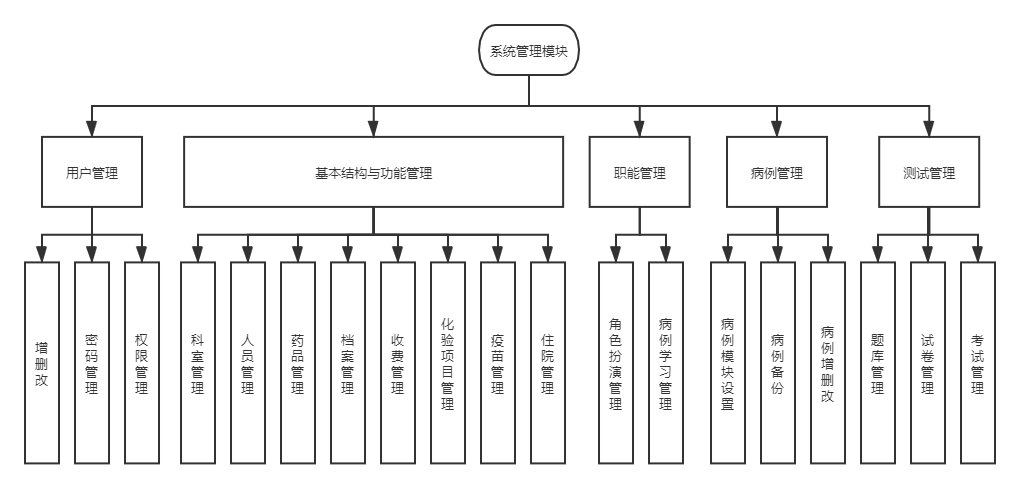 系统管理模块
用户管理
基本结构与功能管理
职能管理
病例管理
测试管理
增删改
密码管理
权限管理
科室管理
人员管理
药品管理
档案管理
收费管理
化验项目管理
疫苗管理
住院管理
角色扮演管理
病例学习管理
病例模块设置
病例备份
病例增删改
题库管理
试卷管理
考试管理